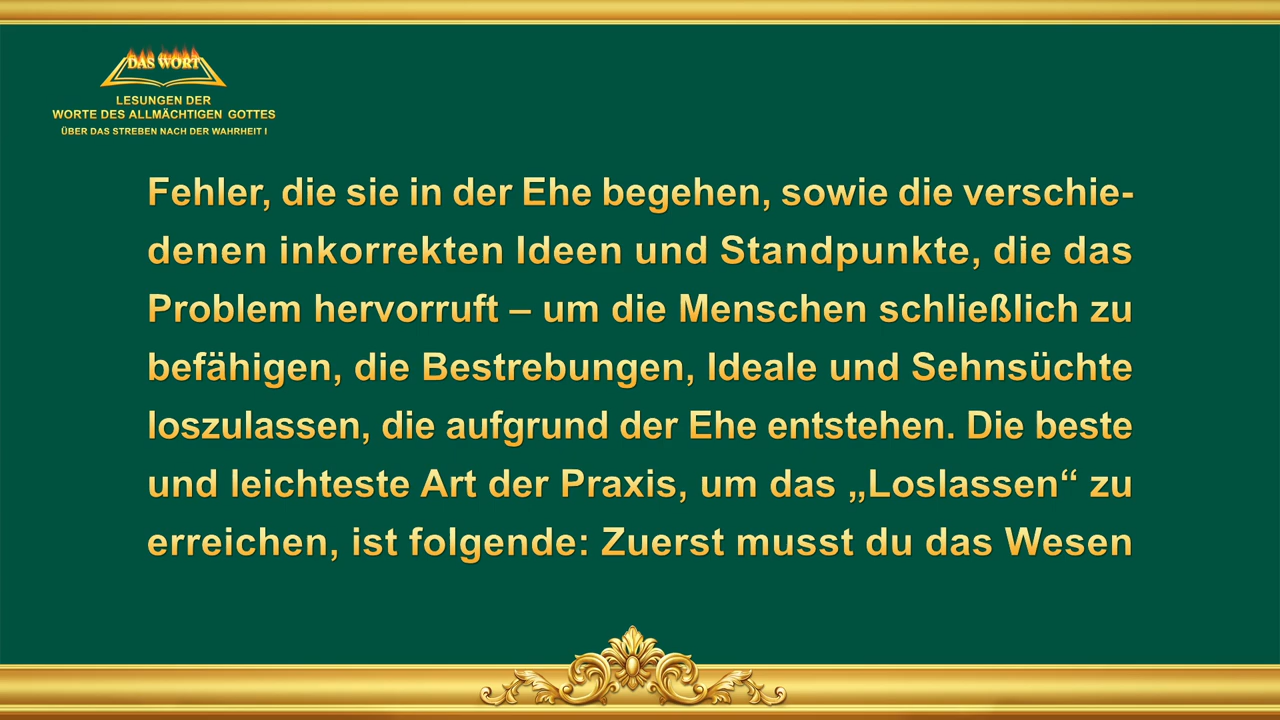 DAS WORT
LESUNGEN DER
WORTE DES ALLMÄCHTIGEN GOTTES
ÜBER DAS STREBEN NACH DER WAHRHEIT I
Fehler, die sie in der Ehe begehen, sowie die verschie-
denen inkorrekten Ideen und Standpunkte, die das
Problem hervorruft – um die Menschen schließlich zu
befähigen, die Bestrebungen, Ideale und Sehnsüchte
loszulassen, die aufgrund der Ehe entstehen. Die beste
und leichteste Art der Praxis, um das „Loslassen“ zu
erreichen, ist folgende: Zuerst musst du das Wesen